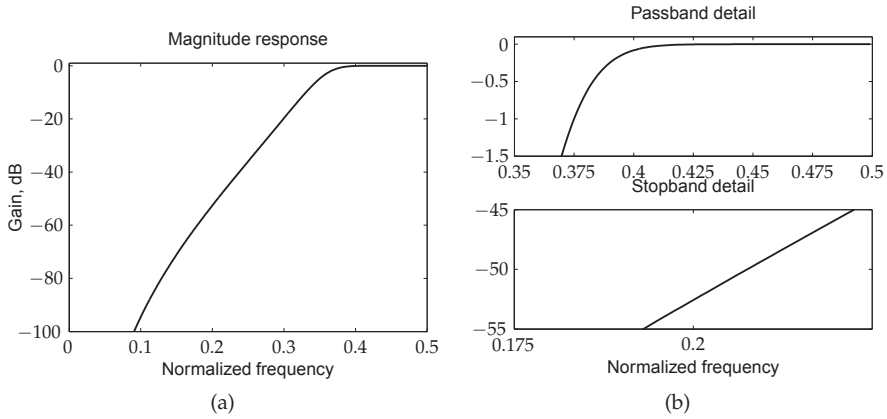 Magnitude response
0
−20
−40
−60
−80
−100
Gain, dB
0 0.1 0.2 0.3 0.4 0.5
Normalized frequency
(a)
Passband detail
0
−0.5
−1
−1.5
0.35 0.375 0.4 0.425 0.45 0.475 0.5
Stopband detail
−45
−50
−55
0.175 0.2
Normalized frequency
(b)